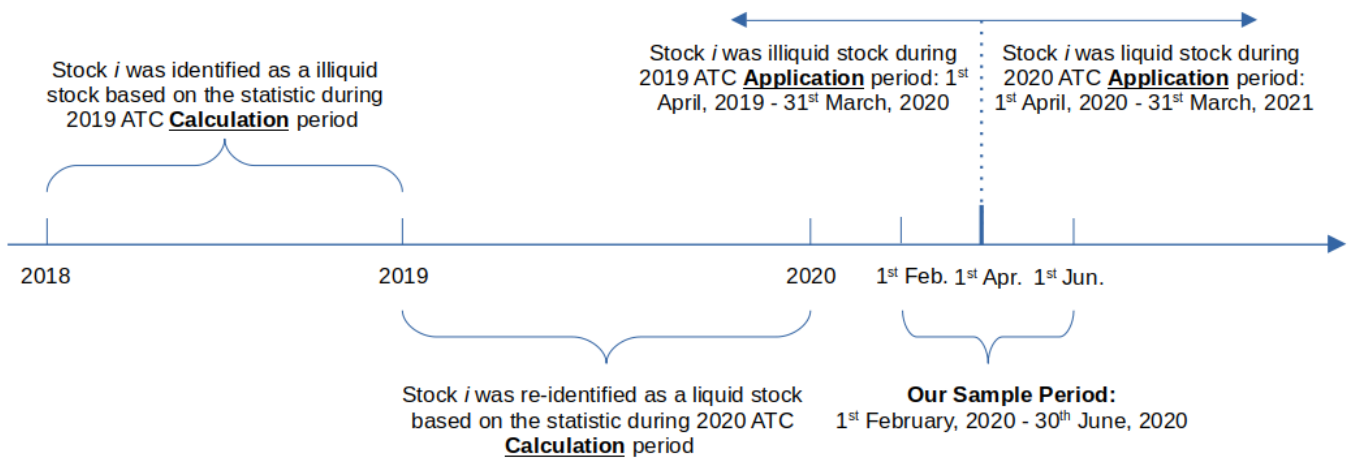 Stock i was identified as a illiquid
stock based on the statistic during
2019 ATC Calculation period
Stock i was illiquid stock during
2019 ATC Application period: 1st
April, 2019 - 31st March, 2020
Stock i was liquid stock during
2020 ATC Application period:
1st April, 2020 - 31st March, 2021
2018
2019
2020
1st Feb.
1st Apr.
1st Jun.
Stock i was re-identified as a liquid stock
based on the statistic during 2020 ATC
Calculation period
Our Sample Period:
1st February, 2020 - 30th June, 2020